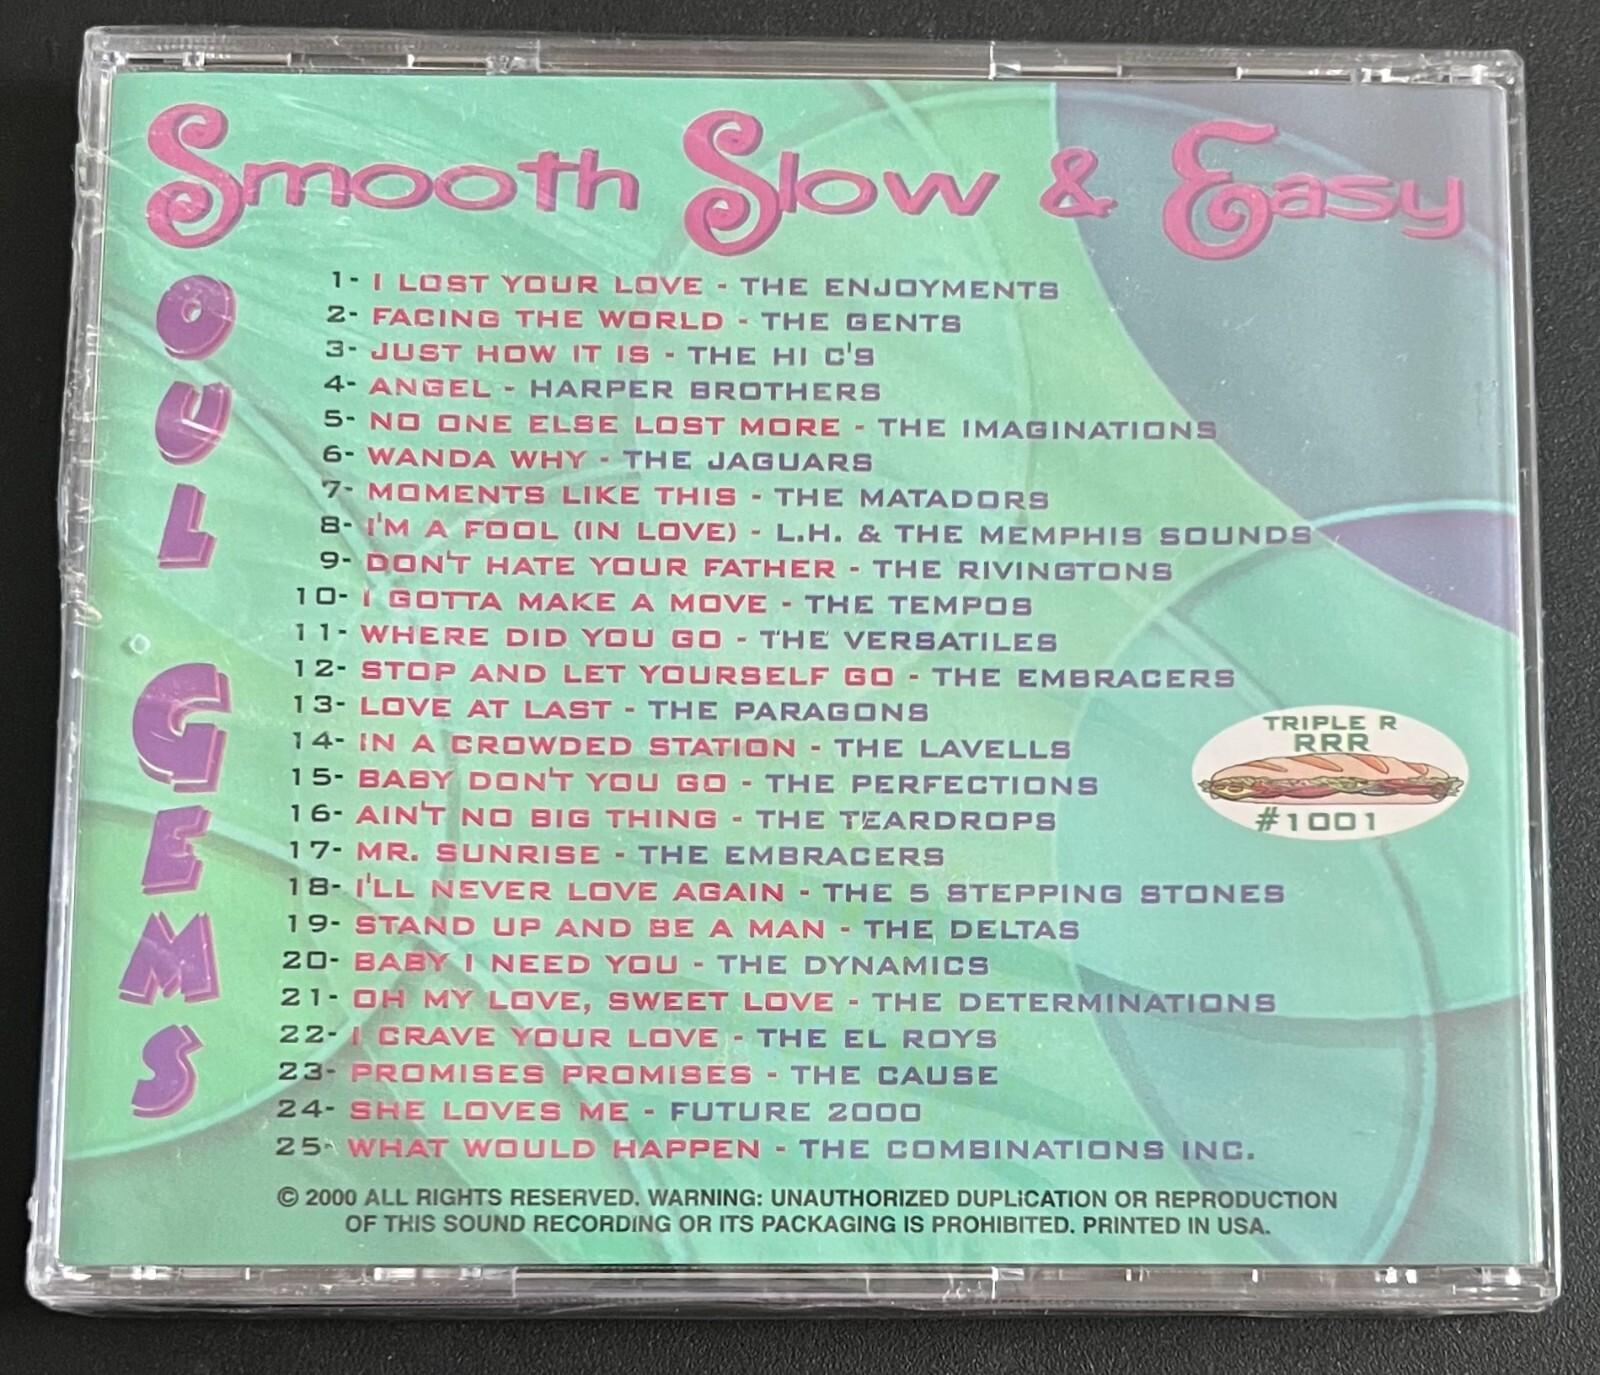 Smooth Slow & Easy
SOUL GEMS
1- I LOST YOUR LOVE - THE ENJOYMENTS
2- FACING THE WORLD - THE GENTS
3- JUST HOW IT IS - THE HI C'S
4- ANGEL - HARPER BROTHERS
5- NO ONE ELSE LOST MORE - THE IMAGINATIONS
6- WANDA WHY - THE JAGUARS
7- MOMENTS LIKE THIS - THE MATADORS
8- I'M A FOOL (IN LOVE) - L.H. & THE MEMPHIS SOUNDS
9- DON'T HATE YOUR FATHER - THE RIVINGTONS
10- I GOTTA MAKE A MOVE - THE TEMPOS
11- WHERE DID YOU GO - THE VERSATILES
12- STOP AND LET YOURSELF GO - THE EMBRACERS
13- LOVE AT LAST - THE PARAGONS
14- IN A CROWDED STATION - THE LAVELLS
15- BABY DON'T YOU GO - THE PERFECTIONS
16- AIN'T NO BIG THING - THE TEARDROPS
17- MR. SUNRISE - THE EMBRACERS
18- I'LL NEVER LOVE AGAIN - THE 5 STEPPING STONES
19- STAND UP AND BE A MAN - THE DELTAS
20- BABY I NEED YOU - THE DYNAMICS
21- OH MY LOVE, SWEET LOVE - THE DETERMINATIONS
22- I CRAVE YOUR LOVE - THE EL ROYS
23- PROMISES PROMISES - THE CAUSE
24- SHE LOVES ME - FUTURE 2000
25- WHAT WOULD HAPPEN - THE COMBINATIONS INC.
TRIPLE R
RRR
#1001
© 2000 ALL RIGHTS RESERVED. WARNING: UNAUTHORIZED DUPLICATION OR REPRODUCTION
OF THIS SOUND RECORDING OR ITS PACKAGING IS PROHIBITED. PRINTED IN USA.